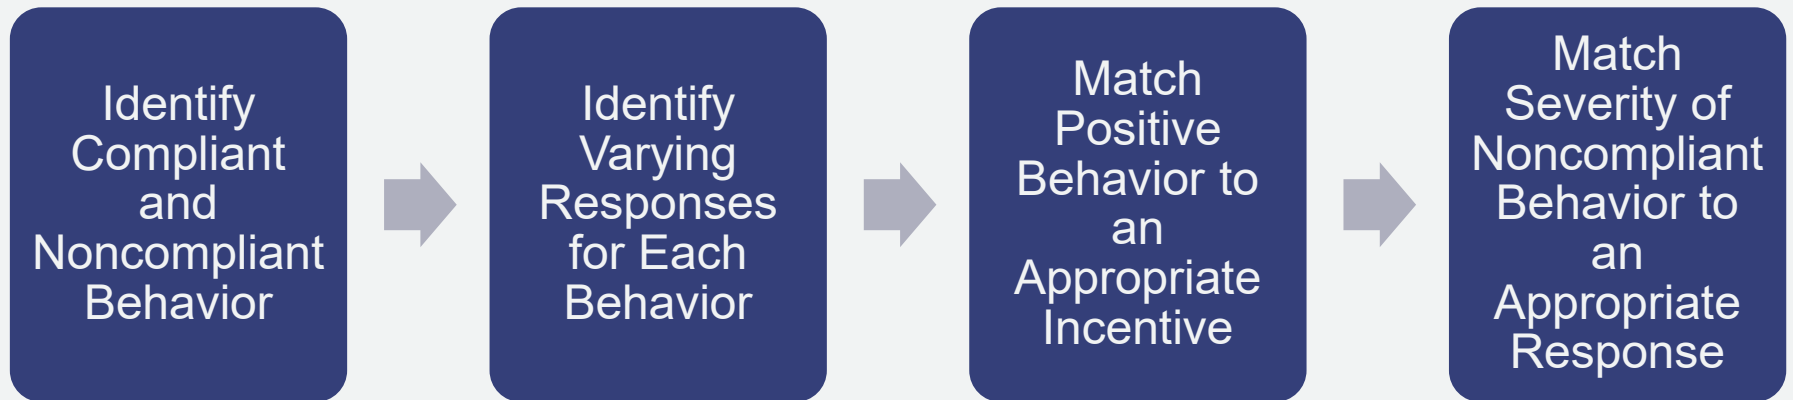 Identify
Compliant
and
Noncompliant
Behavior
Identify
Varying
Responses
for Each
Behavior
Match
Positive
Behavior to
an
Appropriate
Incentive
Match
Severity of
Noncompliant
Behavior to
an
Appropriate
Response